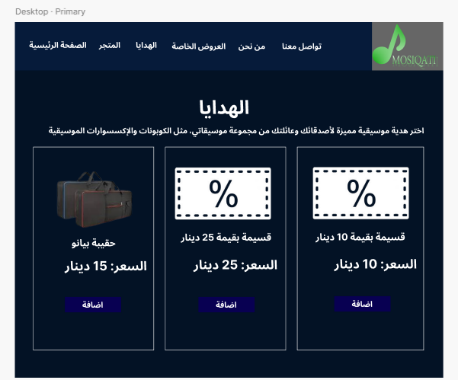 Desktop - Primary
MOSIQATI
الصفحة الرئيسية المتجر الهدايا العروض الخاصة من نحن تواصل معنا
الهدايا
اختر هدية موسيقية مميزة لأصدقائك وعائلتك من مجموعة موسيقاتي. مثل الكوبونات والإكسسوارات الموسيقية
%
قسيمة بقيمة 10 دينار
السعر: 10 دينار
اضافة
%
قسيمة بقيمة 25 دينار
السعر: 25 دينار
اضافة
حقيبة بيانو
السعر: 15 دينار
اضافة